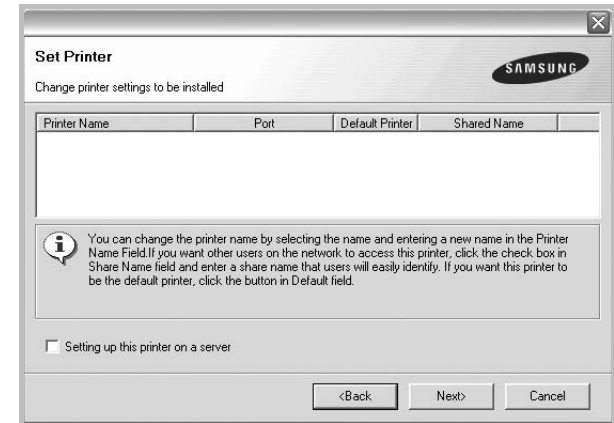 Set Printer
SAMSUNG
Change printer settings to be installed
Printer Name Port Default Printer Shared Name
You can change the printer name by selecting the name and entering a new name in the Printer
Name Field.If you want other users on the network to access this printer, click the check box in
Share Name field and enter a share name that users will easily identify. If you want this printer to
be the default printer, click the button in Default field.
Setting up this printer on a server
<Back Next> Cancel